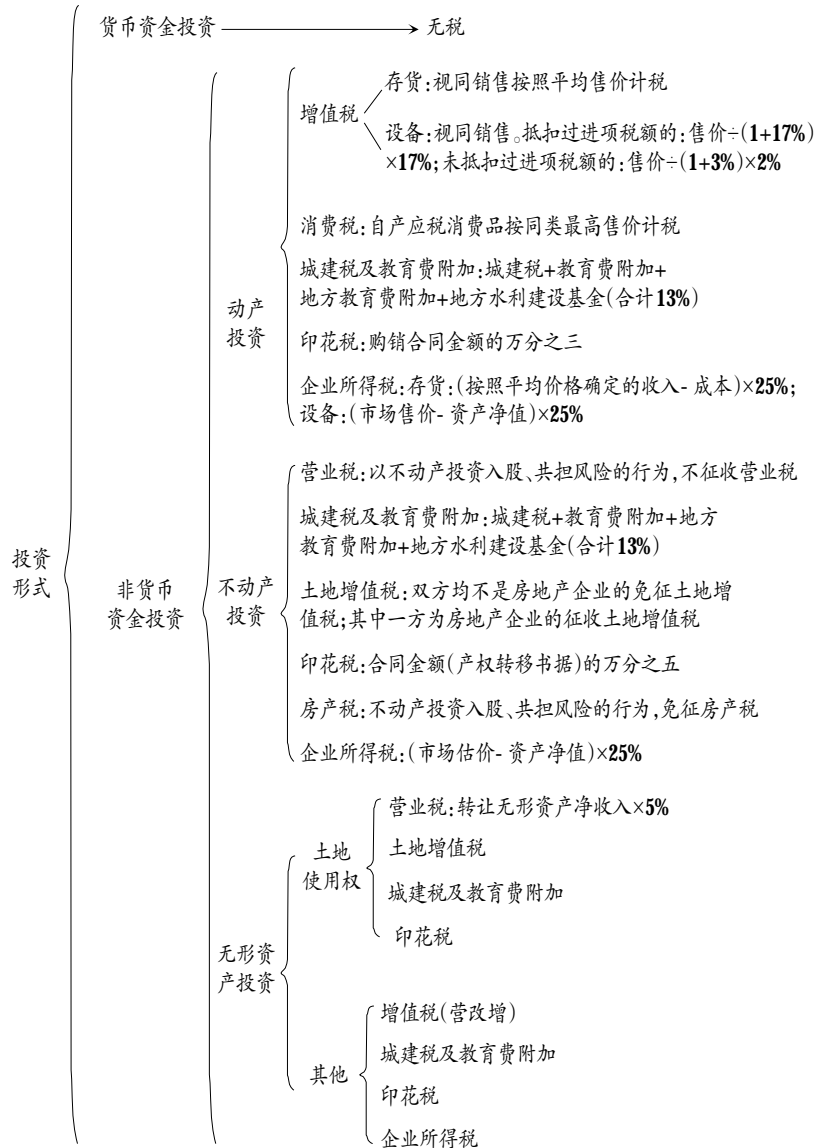 货币资金投资 无税
存货:视同销售按照平均售价计税
增值税
设备:视同销售。抵扣过进项税额的:售价÷(1+17%)
×17%;未抵扣过进项税额的:售价÷(1+3%)×2%
消费税:自产应税消费品按同类最高售价计税
城建税及教育费附加:城建税+教育费附加+
地方教育费附加+地方水利建设基金(合计13%)
动产
投资
印花税:购销合同金额的万分之三
企业所得税:存货:(按照平均价格确定的收入-成本)×25%;
设备:(市场售价-资产净值)×25%
营业税:以不动产投资入股、共担风险的行为,不征收营业税
城建税及教育费附加:城建税+教育费附加+地方
教育费附加+地方水利建设基金(合计13%)
投资
形式
非货币
资金投资
不动产
投资
土地增值税:双方均不是房地产企业的免征土地增
值税;其中一方为房地产企业的征收土地增值税
印花税:合同金额(产权转移书据)的万分之五
房产税:不动产投资入股、共担风险的行为,免征房产税
企业所得税:(市场估价-资产净值)×25%
营业税:转让无形资产净收入×5%
土地
使用权
土地增值税
城建税及教育费附加
印花税
无形资
产投资
增值税(营改增)
城建税及教育费附加
其他
印花税
企业所得税